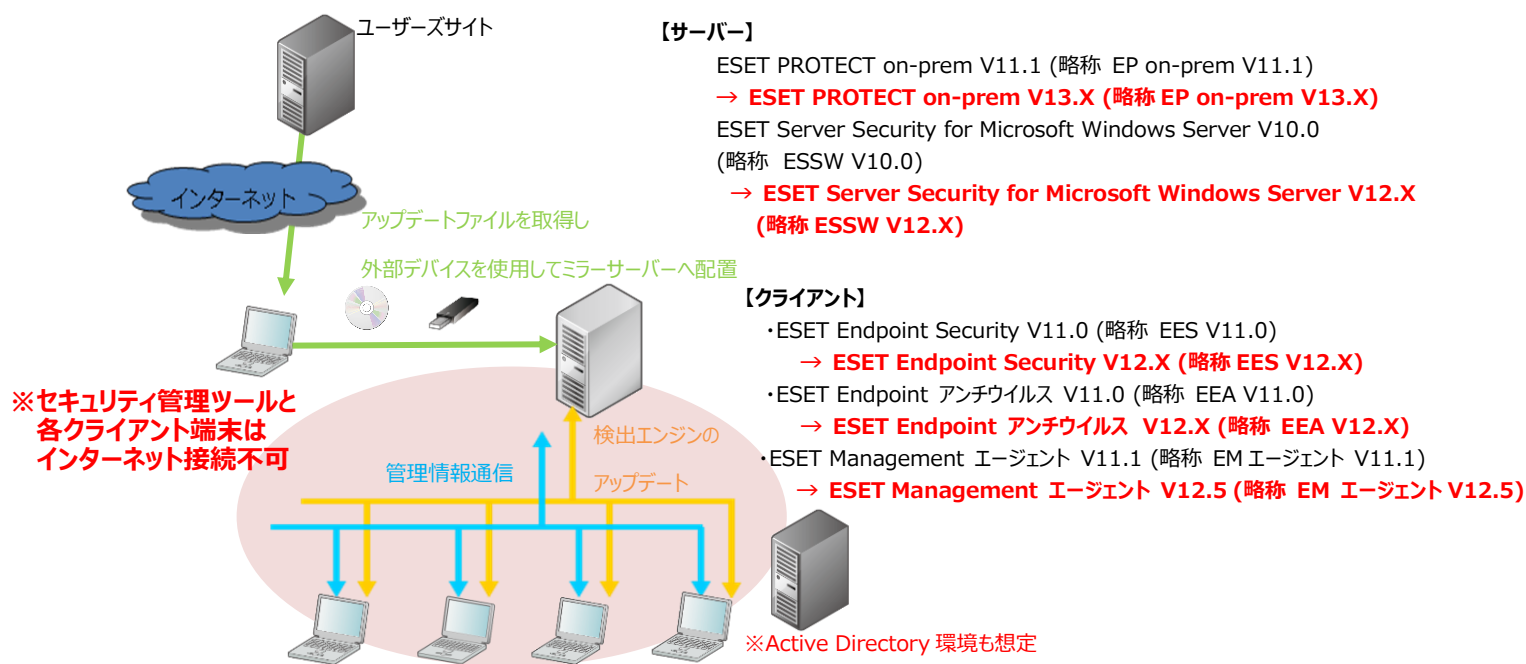 ユーザーズサイト
インターネット
アップデートファイルを取得し
外部デバイスを使用してミラーサーバーへ配置
※セキュリティ管理ツールと
各クライアント端末は
インターネット接続不可
検出エンジンの
アップデート
管理情報通信
※Active Directory 環境も想定
【サーバー】
ESET PROTECT on-prem V11.1 (略称 EP on-prem V11.1)
→ ESET PROTECT on-prem V13.X (略称 EP on-prem V13.X)
ESET Server Security for Microsoft Windows Server V10.0
(略称 ESSW V10.0)
→ ESET Server Security for Microsoft Windows Server V12.X
(略称 ESSW V12.X)
【クライアント】
・ESET Endpoint Security V11.0 (略称 EES V11.0)
→ ESET Endpoint Security V12.X (略称 EES V12.X)
・ESET Endpoint アンチウイルス V11.0 (略称 EEA V11.0)
→ ESET Endpoint アンチウイルス V12.X (略称 EEA V12.X)
・ESET Management エージェント V11.1 (略称 EM エージェント V11.1)
→ ESET Management エージェント V12.5 (略称 EM エージェント V12.5)